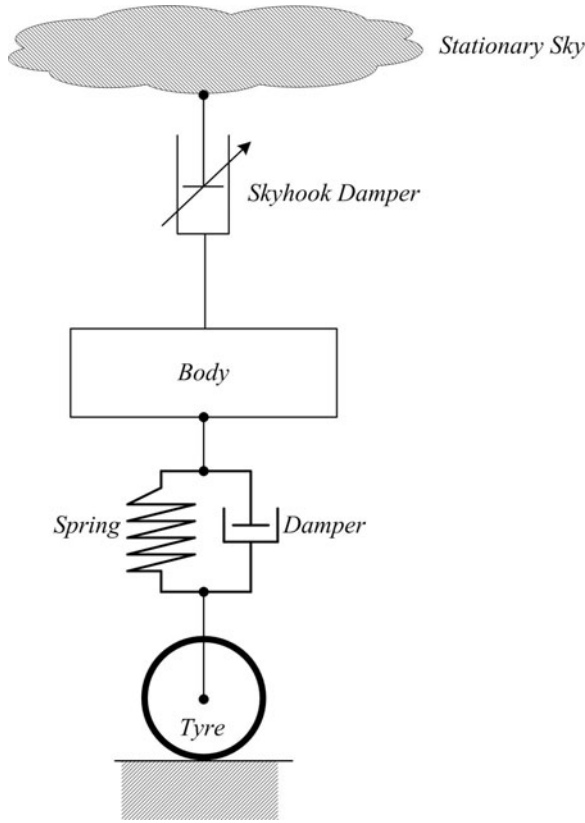 Stationary Sky
Skyhook Damper
Body
Spring
Damper
Tyre